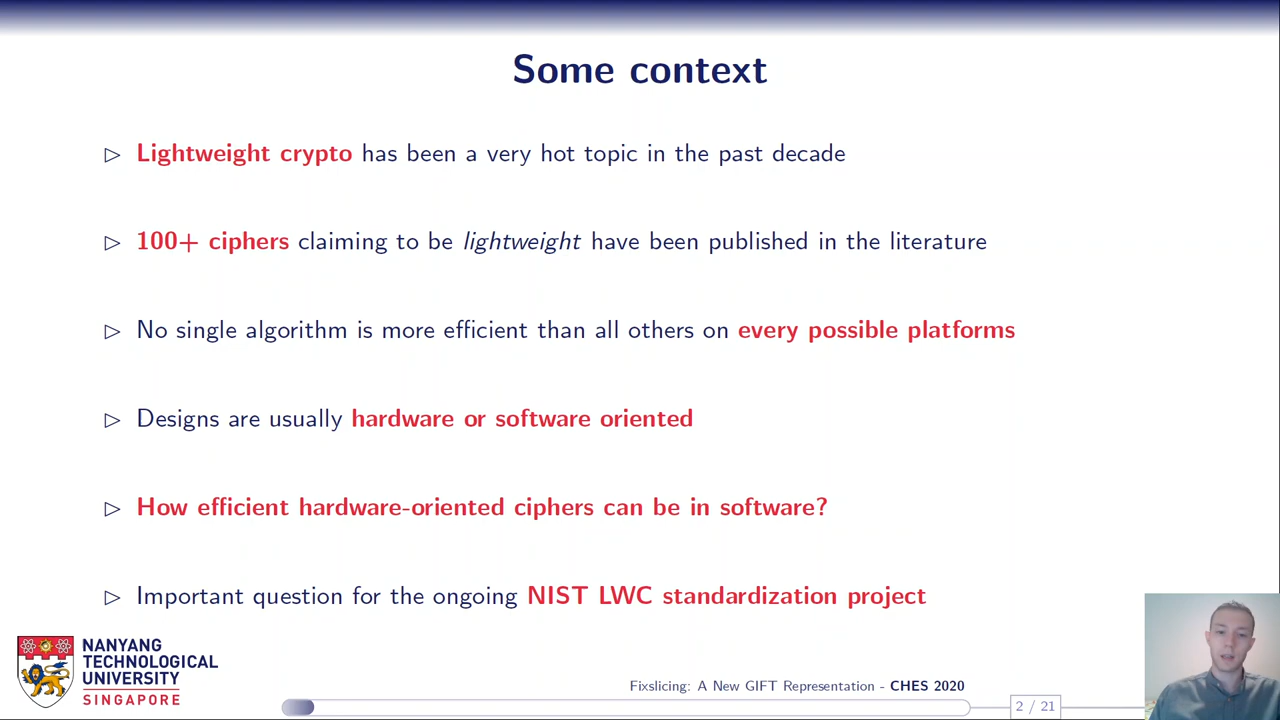 Some context
▷ Lightweight crypto has been a very hot topic in the past decade
▷ 100+ ciphers claiming to be lightweight have been published in the literature
▷ No single algorithm is more efficient than all others on every possible platforms
▷ Designs are usually hardware or software oriented
▷ How efficient hardware-oriented ciphers can be in software?
▷ Important question for the ongoing NIST LWC standardization project
NANYANG
TECHNOLOGICAL
UNIVERSITY
SINGAPORE
Fixslicing: A New GIFT Representation - CHES 2020
2 / 21